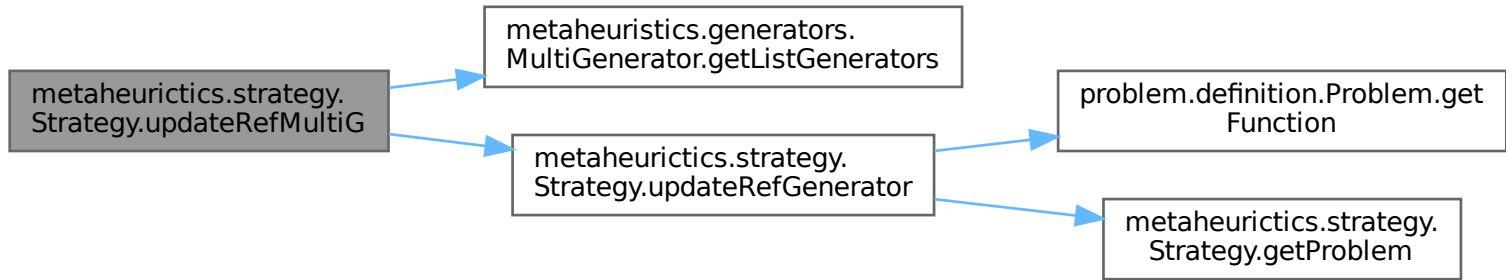 metaheurictics.strategy.
Strategy.updateRefMultiG
metaheuristics.generators.
MultiGenerator.getListGenerators
metaheurictics.strategy.
Strategy.updateRefGenerator
problem.definition.Problem.get
Function
metaheurictics.strategy.
Strategy.getProblem